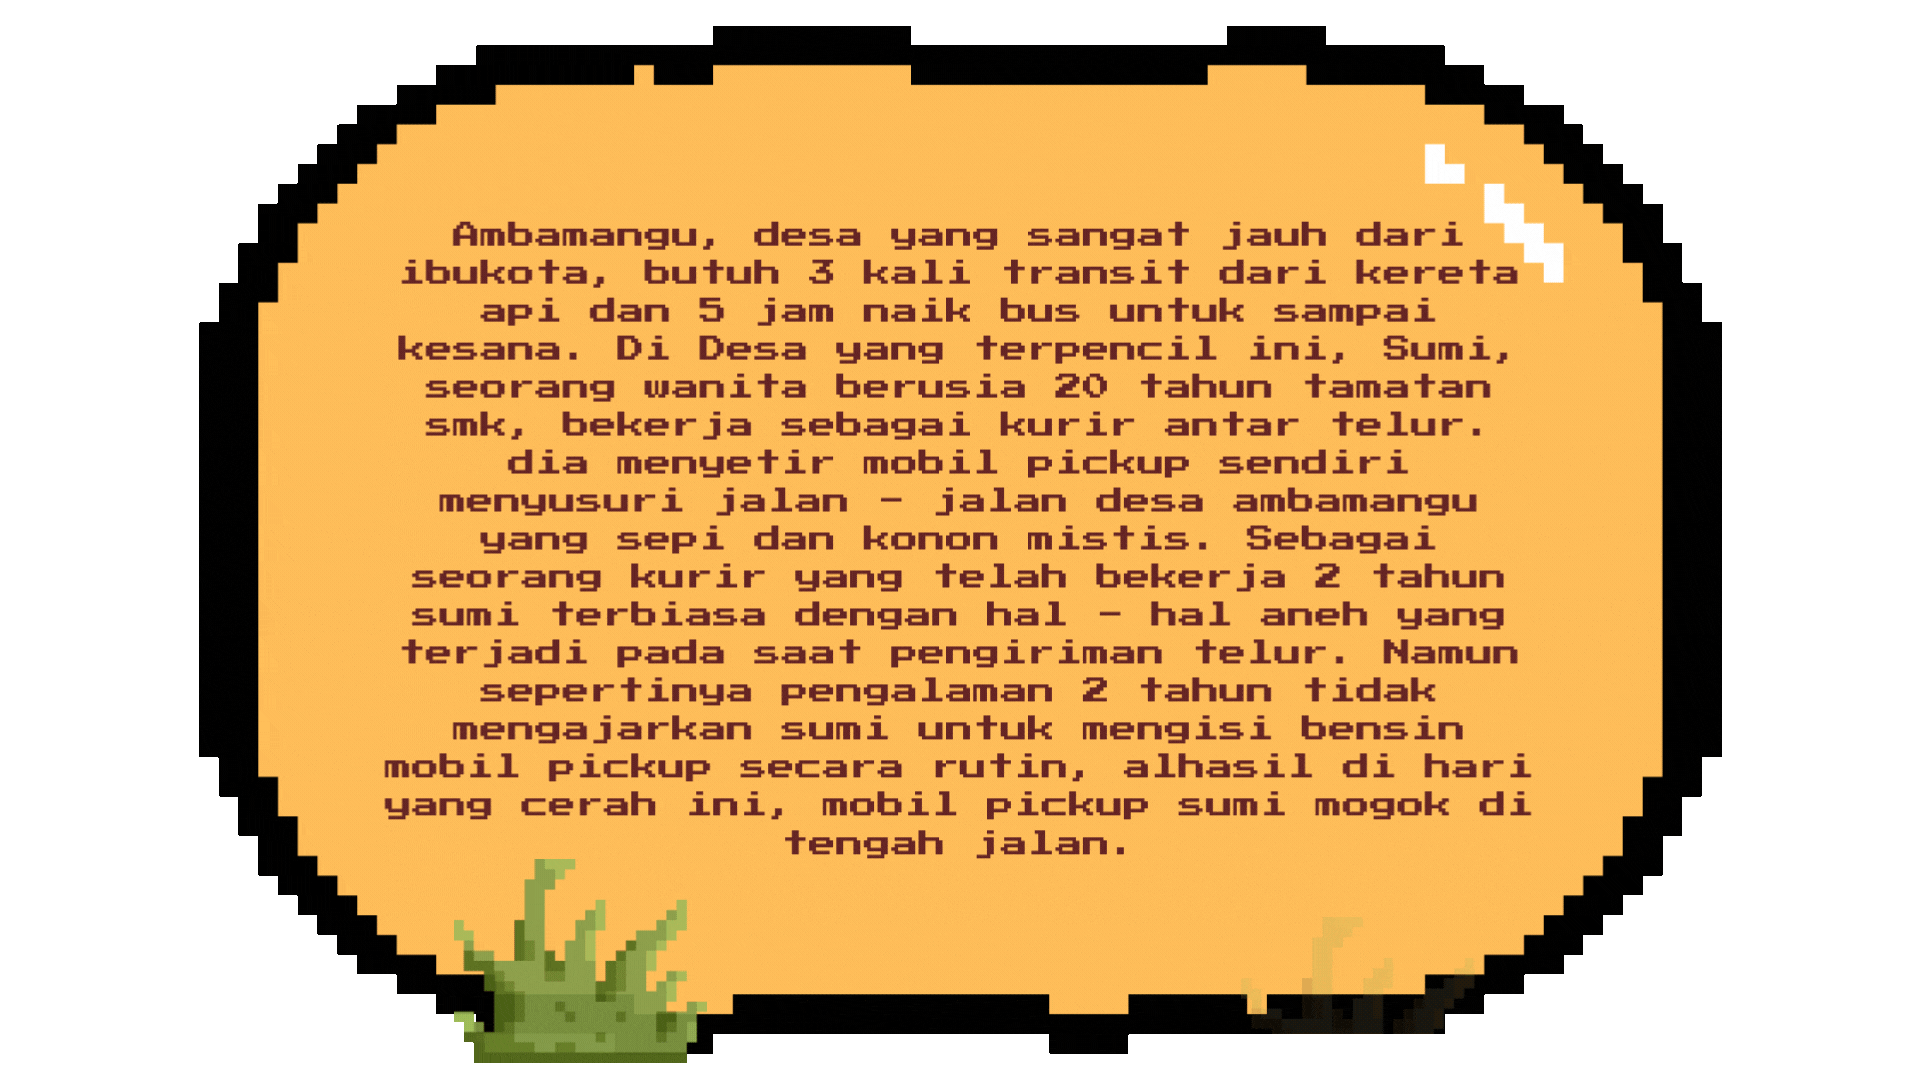 Ambamangu, desa yang sangat jauh dari
ibukota, butuh 3 kali transit dari kereta
api dan 5 jam naik bus untuk sampai
kesana. Di Desa yang terpencil ini, Sumi,
seorang wanita berusia 20 tahun tamatan
smk, bekerja sebagai kurir antar telur.
dia menyetir mobil pickup sendiri
menyusuri jalan - jalan desa ambamangu
yang sepi dan konon mistis. Sebagai
seorang kurir yang telah bekerja 2 tahun
sumi terbiasa dengan hal - hal aneh yang
terjadi pada saat pengiriman telur. Namun
sepertinya pengalaman 2 tahun tidak
mengajarkan sumi untuk mengisi bensin
mobil pickup secara rutin, alhasil di hari
yang cerah ini, mobil pickup sumi mogok di
tengah jalan.